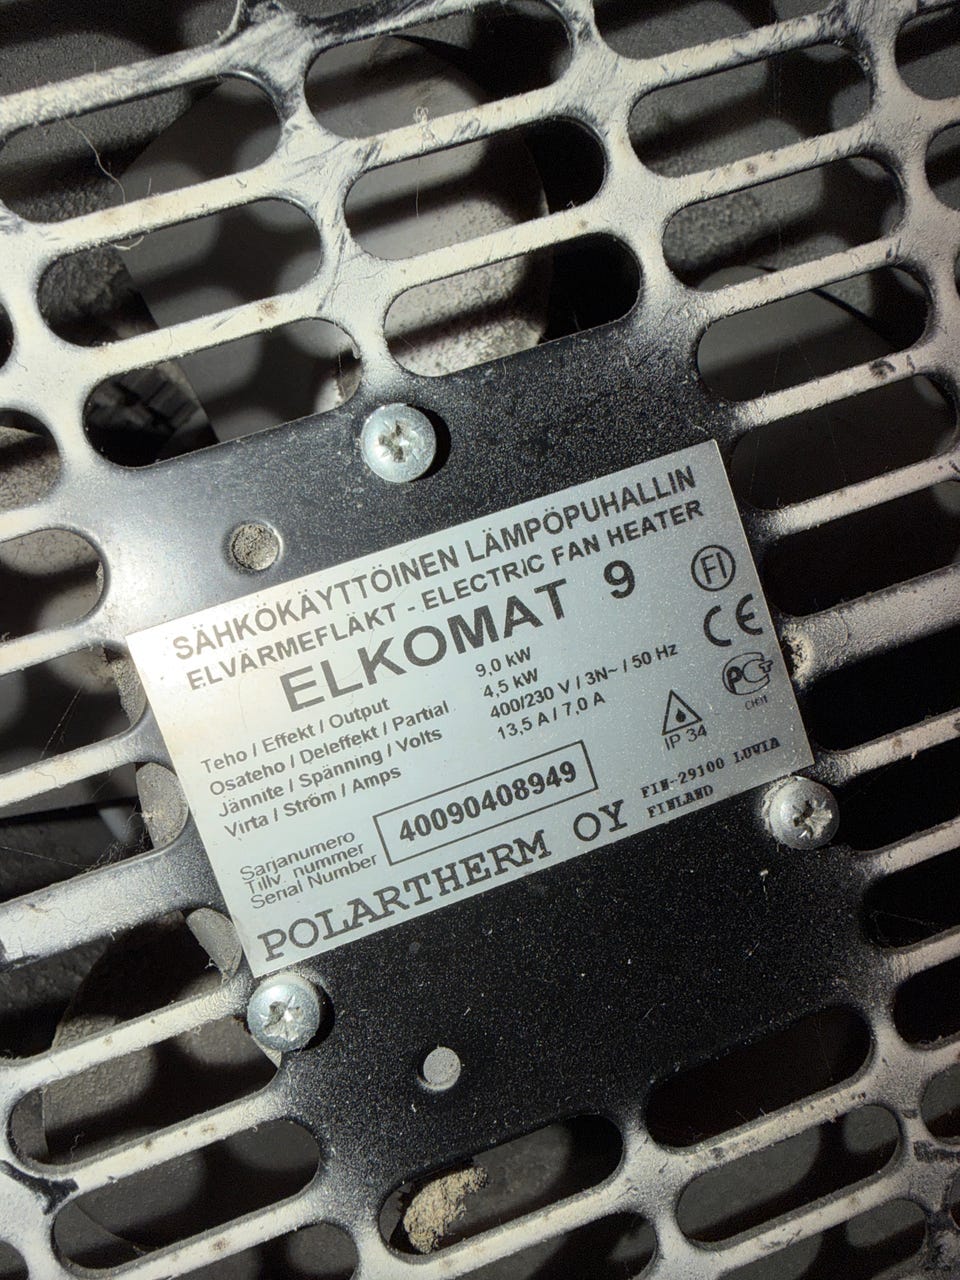 SÄHKÖKÄYTTÖINEN LÄMPÖPUHALLIN
ELVÄRMEFLÄKT - ELECTRIC FAN HEATER
ELKOMAT 9
FI
CE
Teho / Effekt / Output 9,0 kW
Osateho / Deleffekt / Partial 4,5 kW
Jännite / Spänning / Volts 400/230 V / 3N~ / 50 Hz
Virta / Ström / Amps 13,5 A / 7,0 A
IP 34
Sarjanumero
Tillv. nummer
Serial Number
40090408949
POLARTHERM OY
FIN-29100 LUVIA
FINLAND